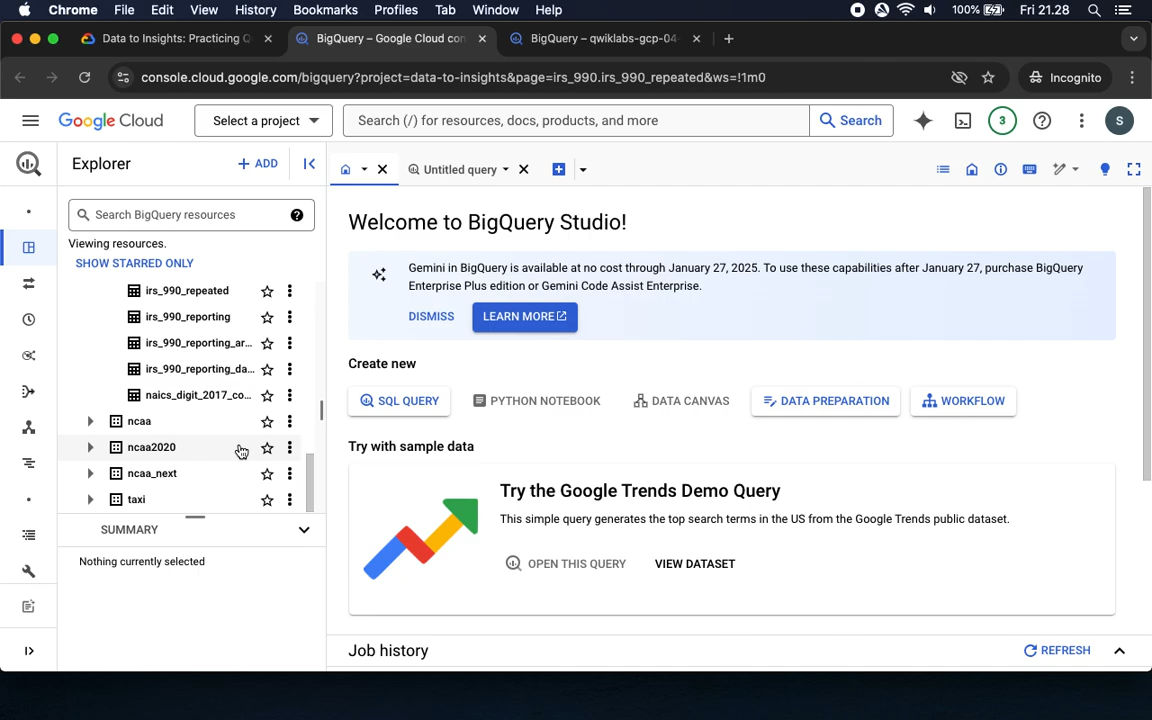 Chrome File Edit View History Bookmarks Profiles Tab Window Help 100% Fri 21.28
Data to Insights: Practicing Q
BigQuery – Google Cloud con
BigQuery – qwiklabs-gcp-04-
console.cloud.google.com/bigquery?project=data-to-insights&page=irs_990.irs_990_repeated&ws=!1m0
Incognito
Google Cloud
Select a project
Search (/) for resources, docs, products, and more
Search
3
S
Explorer
+ ADD
Untitled query
Search BigQuery resources
Viewing resources.
SHOW STARRED ONLY
irs_990_repeated
irs_990_reporting
irs_990_reporting_ar...
irs_990_reporting_da...
naics_digit_2017_co...
ncaa
ncaa2020
ncaa_next
taxi
SUMMARY
Nothing currently selected
Welcome to BigQuery Studio!
Gemini in BigQuery is available at no cost through January 27, 2025. To use these capabilities after January 27, purchase BigQuery
Enterprise Plus edition or Gemini Code Assist Enterprise.
DISMISS
LEARN MORE
Create new
SQL QUERY
PYTHON NOTEBOOK
DATA CANVAS
DATA PREPARATION
WORKFLOW
Try with sample data
Try the Google Trends Demo Query
This simple query generates the top search terms in the US from the Google Trends public dataset.
OPEN THIS QUERY
VIEW DATASET
Job history
REFRESH